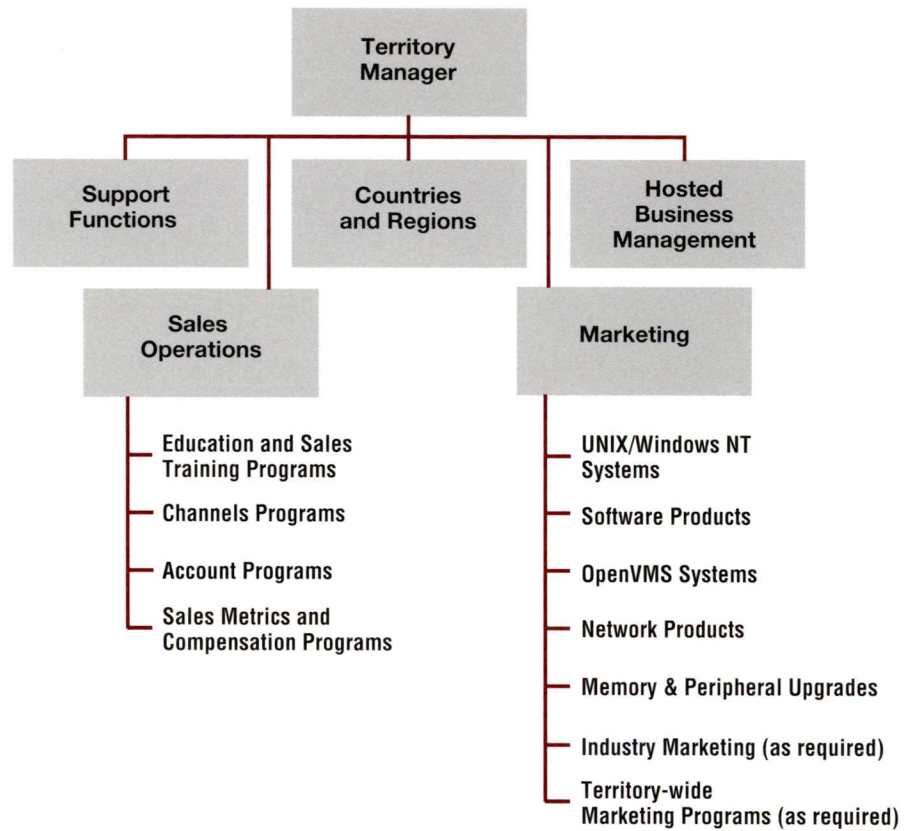 Territory
Manager
Support
Functions
Countries
and Regions
Hosted
Business
Management
Sales
Operations
Marketing
Education and Sales
Training Programs
Channels Programs
Account Programs
Sales Metrics and
Compensation Programs
UNIX/Windows NT
Systems
Software Products
OpenVMS Systems
Network Products
Memory & Peripheral Upgrades
Industry Marketing (as required)
Territory-wide
Marketing Programs (as required)